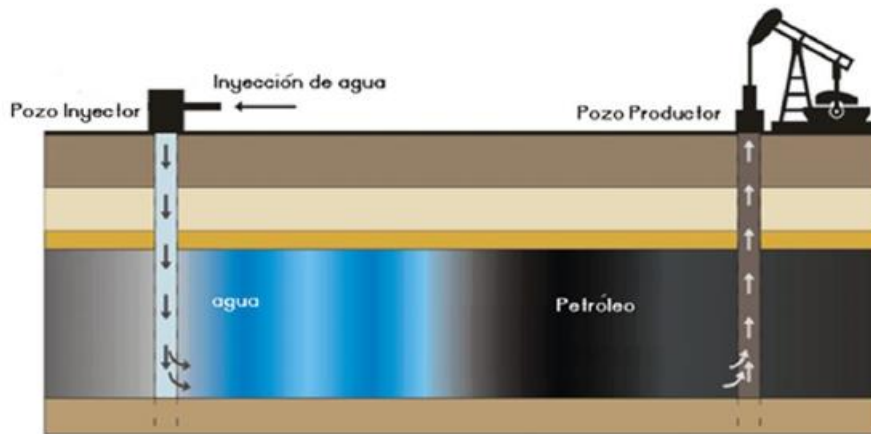 Inyección de agua
Pozo Inyector
Pozo Productor
agua
Petróleo